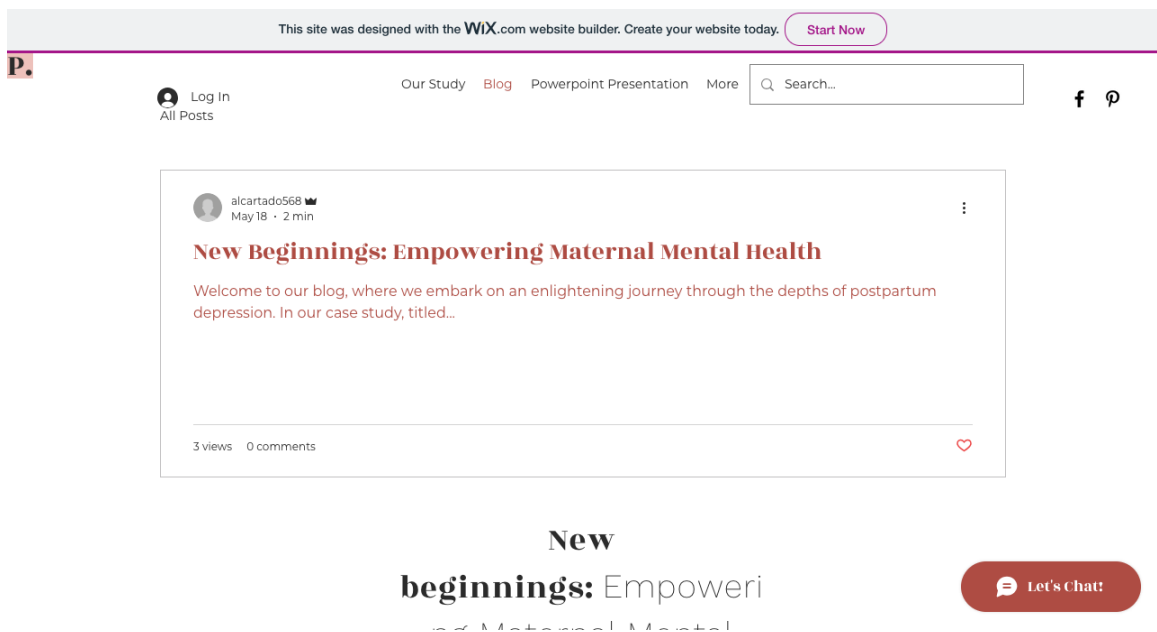 This site was designed with the WiX.com website builder. Create your website today. Start Now
P.
Our Study Blog Powerpoint Presentation More Search...
Log In
All Posts
alcartado568
May 18 · 2 min
New Beginnings: Empowering Maternal Mental Health
Welcome to our blog, where we embark on an enlightening journey through the depths of postpartum
depression. In our case study, titled...
3 views 0 comments
New
beginnings: Empoweri
ng Maternal Mental
Let's Chat!